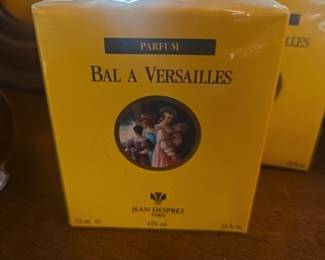 PARFUM
BAL A VERSAILLES
JEAN DESPREZ
PARIS